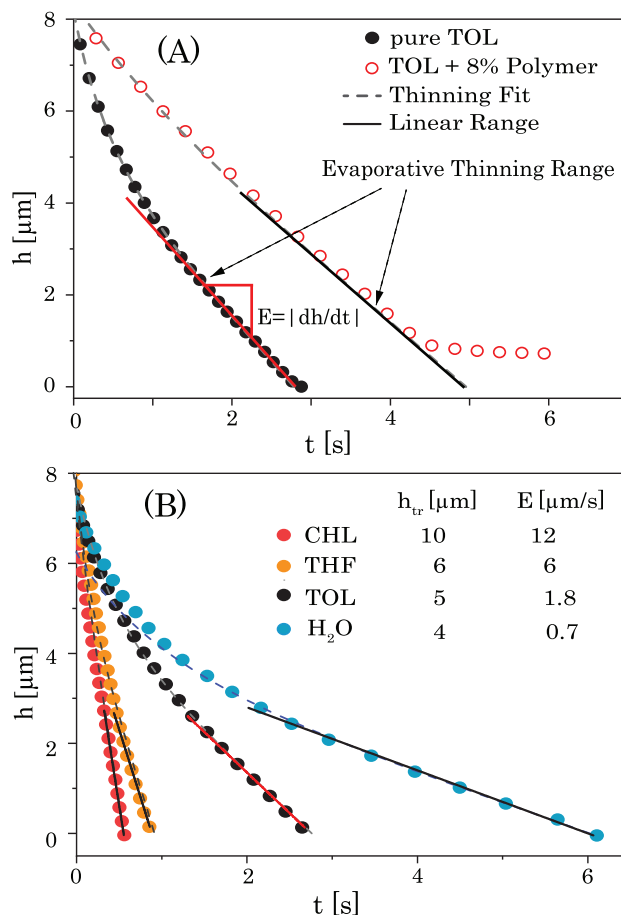 8
(A)
pure TOL
TOL + 8% Polymer
Thinning Fit
Linear Range
6
Evaporative Thinning Range
4
h [μm]
2
E=|dh/dt|
0
0 2 4 6
t [s]
8
(B)
h_tr [μm] E [μm/s]
CHL 10 12
THF 6 6
TOL 5 1.8
H₂O 4 0.7
6
4
h [μm]
2
0
0 2 4 6
t [s]